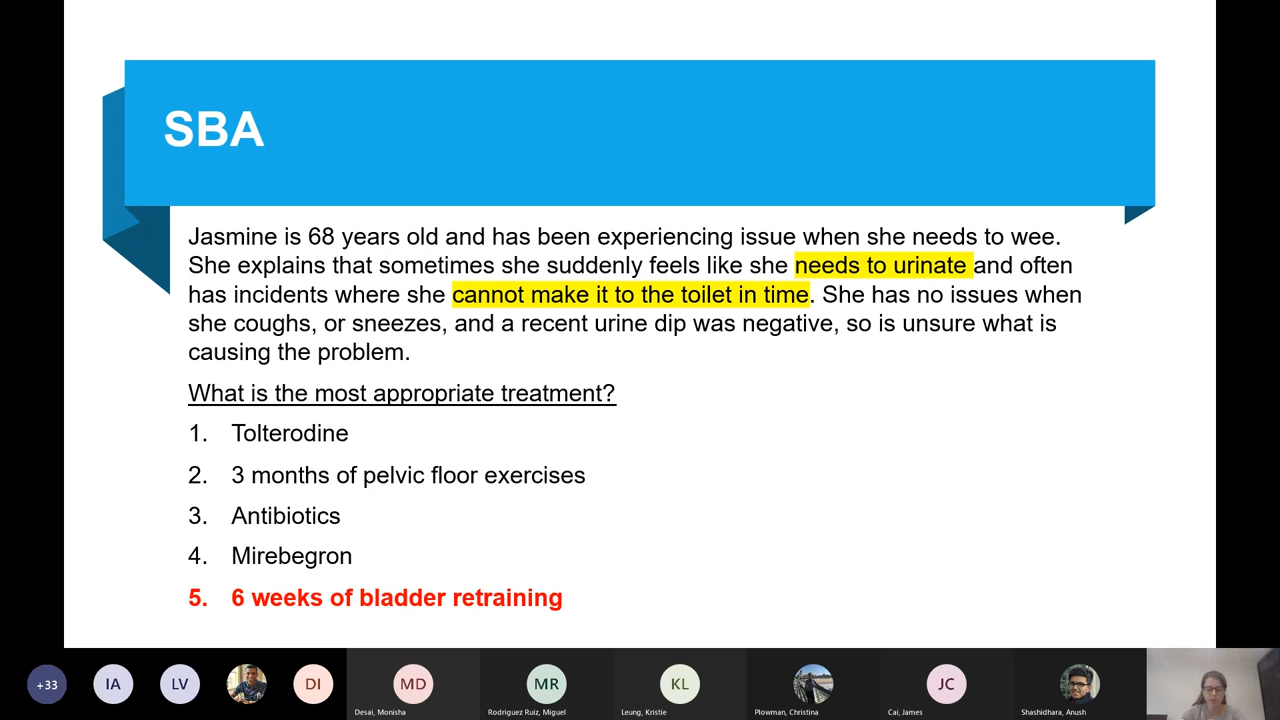 SBA
Jasmine is 68 years old and has been experiencing issue when she needs to wee.
She explains that sometimes she suddenly feels like she needs to urinate and often
has incidents where she cannot make it to the toilet in time. She has no issues when
she coughs, or sneezes, and a recent urine dip was negative, so is unsure what is
causing the problem.
What is the most appropriate treatment?
1. Tolterodine
2. 3 months of pelvic floor exercises
3. Antibiotics
4. Mirebegron
5. 6 weeks of bladder retraining
+33 IA LV DI MD MR KL JC
Desai, Monisha Rodriguez Ruiz, Miguel Leung, Kristie Plowman, Christina Cai, James Shashidhara, Anush